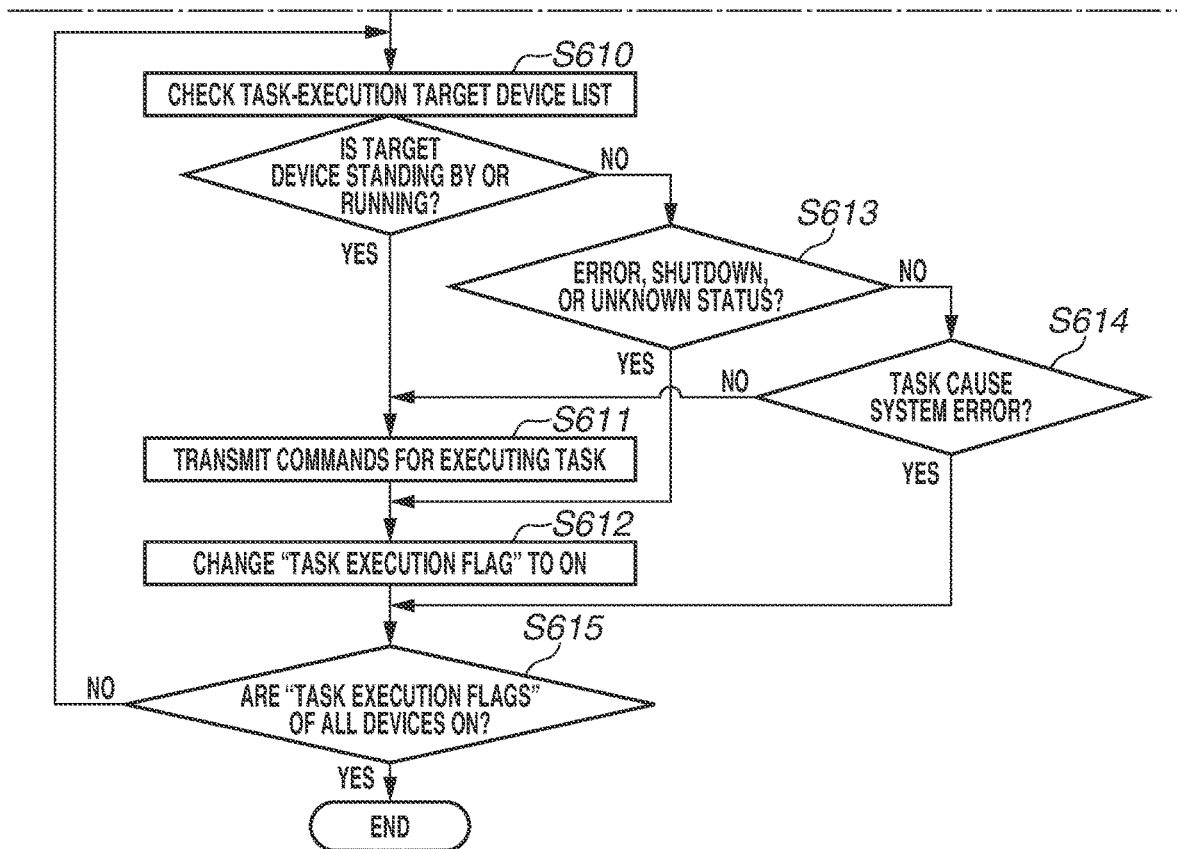 S610
CHECK TASK-EXECUTION TARGET DEVICE LIST
IS TARGET
DEVICE STANDING BY OR
RUNNING?
NO
YES
S613
ERROR, SHUTDOWN,
OR UNKNOWN STATUS?
NO
YES
S614
TASK CAUSE
SYSTEM ERROR?
NO
YES
S611
TRANSMIT COMMANDS FOR EXECUTING TASK
S612
CHANGE “TASK EXECUTION FLAG” TO ON
S615
ARE “TASK EXECUTION FLAGS”
OF ALL DEVICES ON?
NO
YES
END